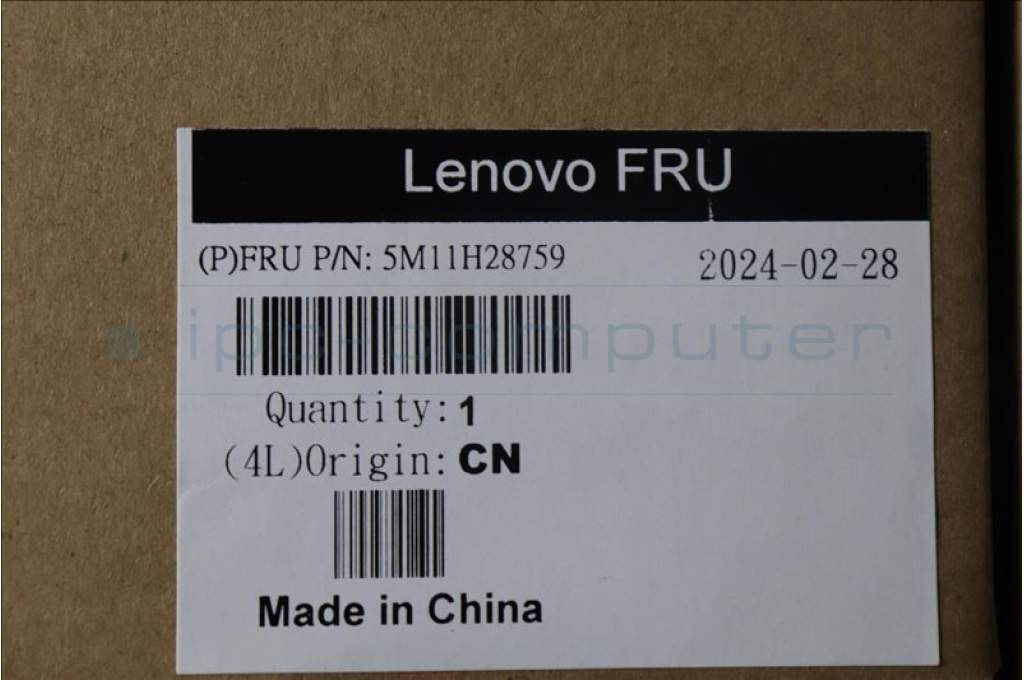 Lenovo FRU
(P)FRU P/N: 5M11H28759
2024-02-28
ipc-computer
Quantity: 1
(4L)Origin: CN
Made in China